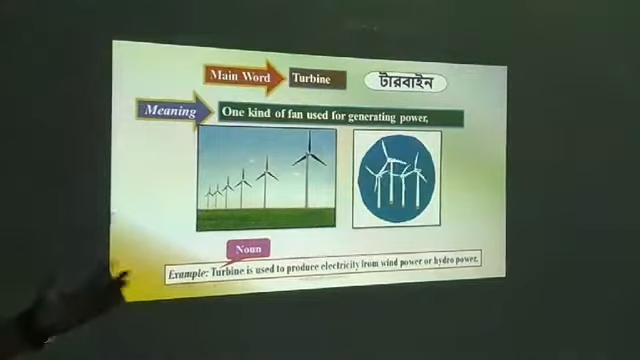 Main Word Turbine টারবাইন
Meaning One kind of fan used for generating power,
Noun
Example: Turbine is used to produce electricity from wind power or hydro power.